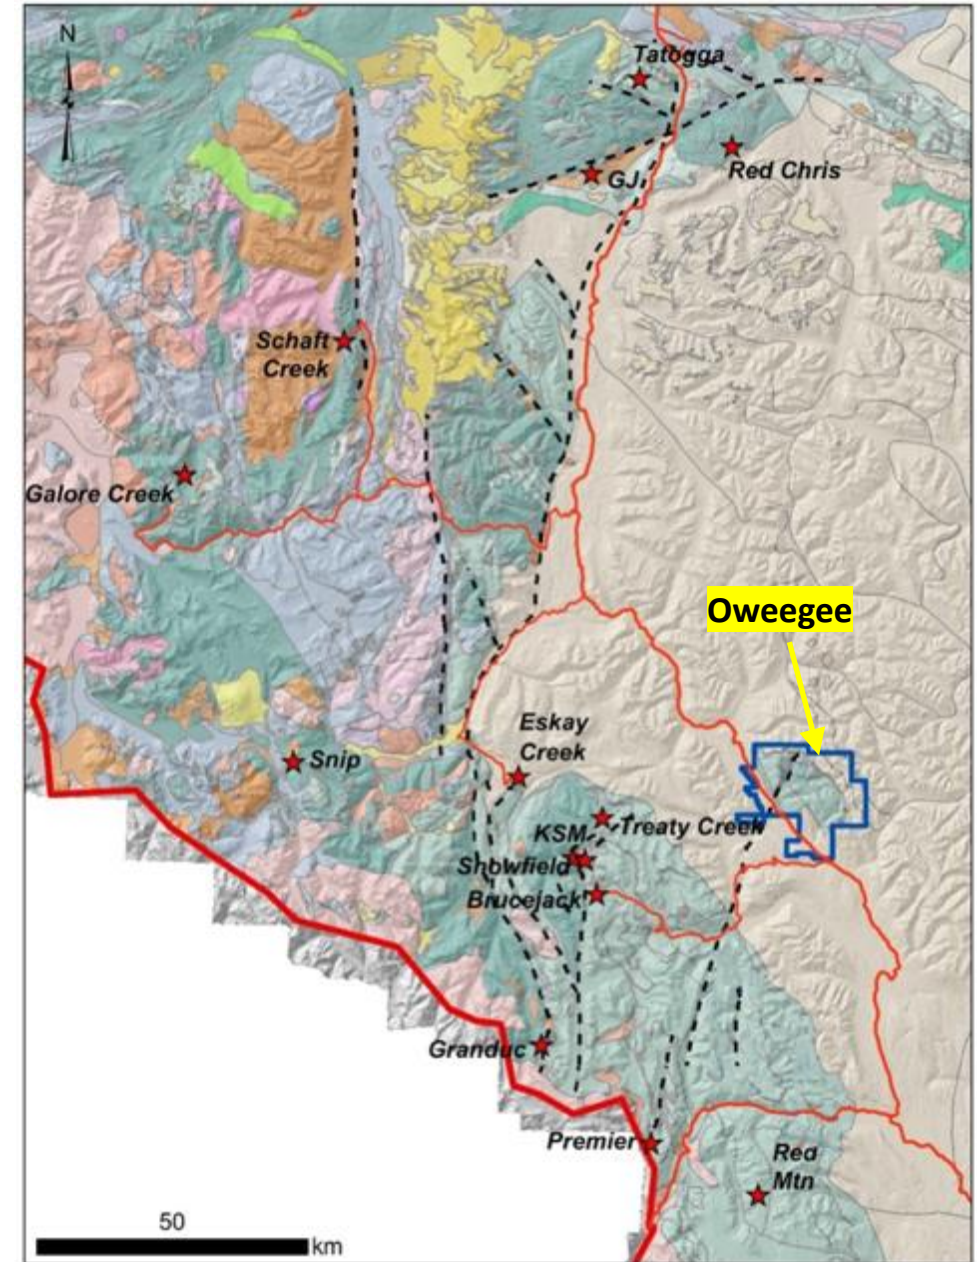 N
Tatogga
Red Chris
GJ
Schaft
Creek
Galore Creek
Oweegee
Eskay
Creek
Snip
Treaty Creek
KSM
Snowfield
Brucejack
Granduc
Premier
Red
Mtn
50
km